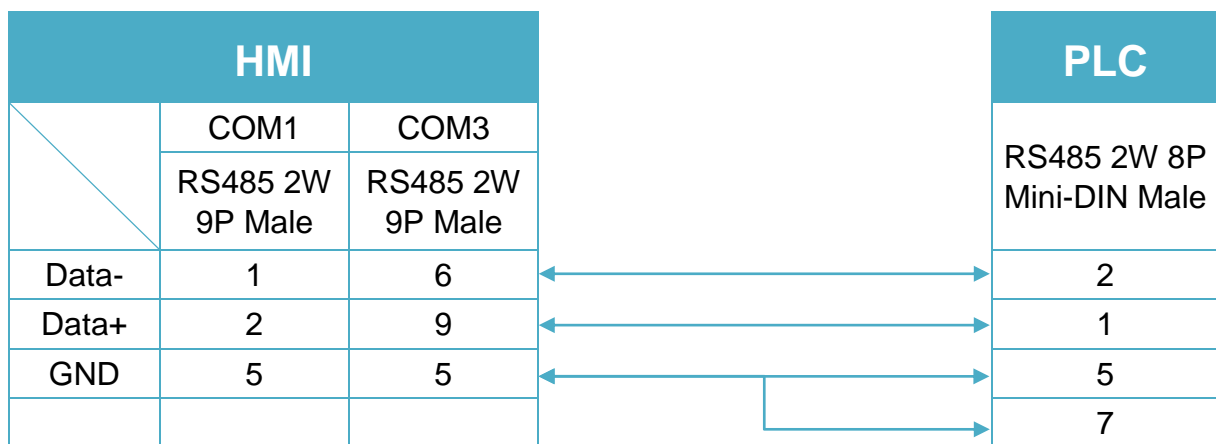 HMI PLC
COM1 COM3
RS485 2W RS485 2W RS485 2W 8P
9P Male 9P Male Mini-DIN Male
Data- 1 6 2
Data+ 2 9 1
GND 5 5 5
7